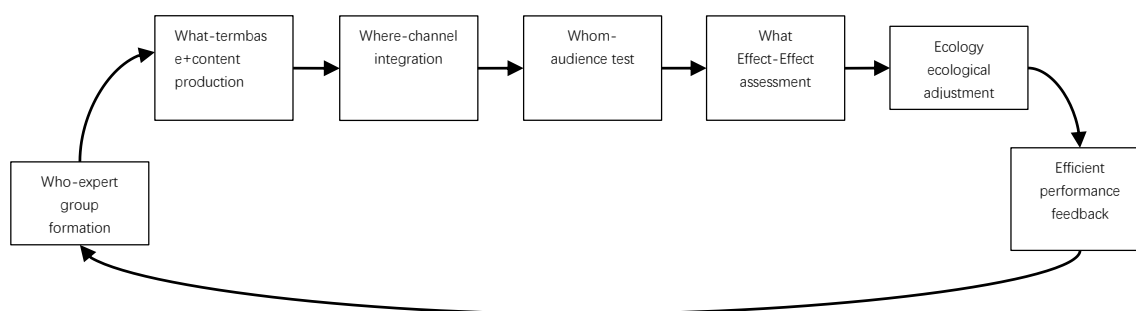 What-termbas
e+content
production
Where-channel
integration
Whom-
audience test
What
Effect-Effect
assessment
Ecology
ecological
adjustment
Who-expert
group
formation
Efficient
performance
feedback